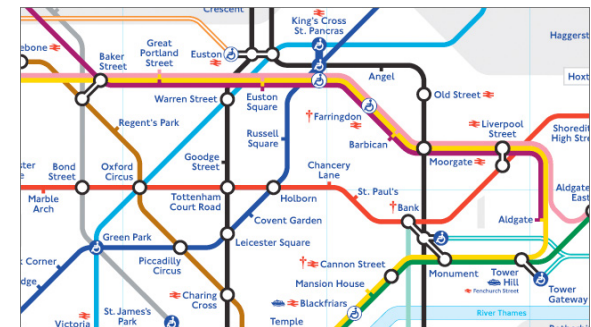 Crescent
King's Cross
St. Pancras
Haggerst
ebone
Baker
Street
Great
Portland
Street
Euston
Angel
Hoxt
Warren Street
Euston
Square
Old Street
Farringdon
Liverpool
Street
Shoredit
High Stre
Regent's Park
Russell
Square
Barbican
Moorgate
Bond
Street
Oxford
Circus
Goodge
Street
Chancery
Lane
ster
e
Marble
Arch
Tottenham
Court Road
Holborn
St. Paul's
Bank
Aldgate
East
Aldgate
Covent Garden
Green Park
Leicester Square
Corner
Piccadilly
Circus
Cannon Street
Monument
Tower
Hill
Fenchurch Street
Tower
Gateway
dge
Mansion House
Charing
Cross
Blackfriars
St. James's
Park
Victoria
Temple
River Thames